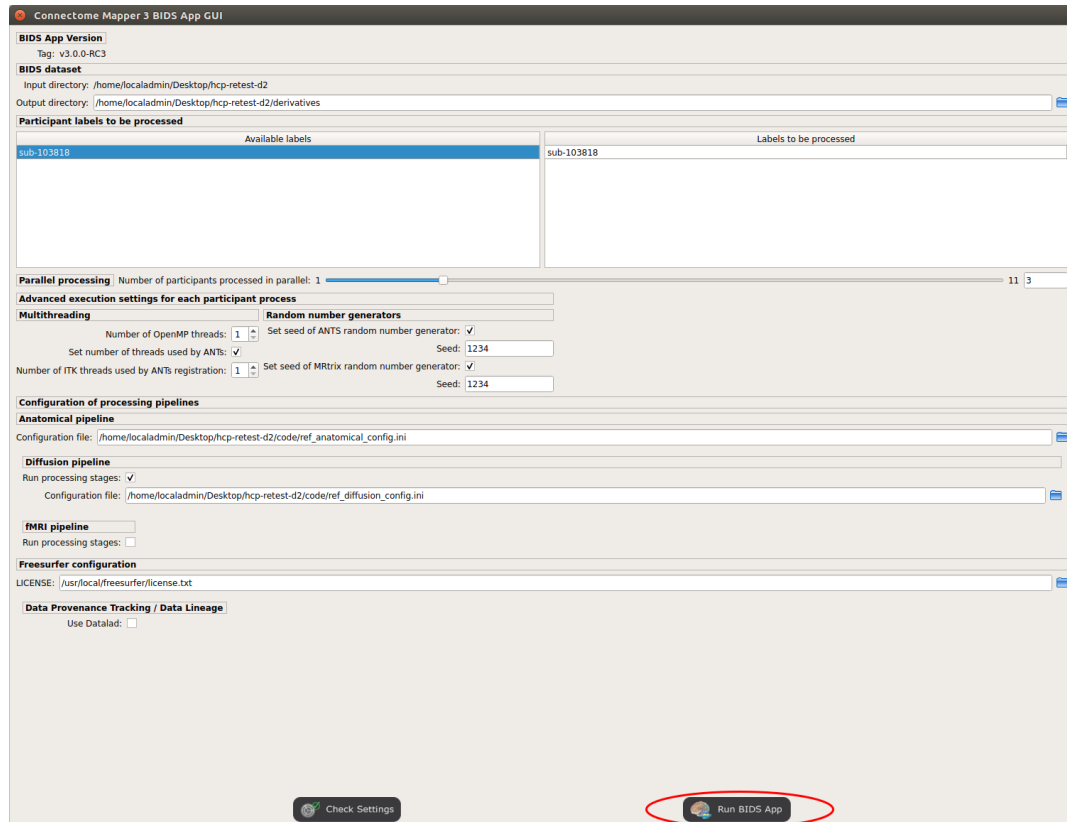 Connectome Mapper 3 BIDS App GUI
BIDS App Version
Tag: v3.0.0-RC3
BIDS dataset
Input directory: /home/localadmin/Desktop/hcp-retest-d2
Output directory: /home/localadmin/Desktop/hcp-retest-d2/derivatives
Participant labels to be processed
Available labels Labels to be processed
sub-103818 sub-103818
Parallel processing Number of participants processed in parallel: 1 11 3
Advanced execution settings for each participant process
Multithreading Random number generators
Number of OpenMP threads: 1 Set seed of ANTS random number generator:
Set number of threads used by ANTs: Seed: 1234
Number of ITK threads used by ANTs registration: 1 Set seed of MRtrix random number generator:
Seed: 1234
Configuration of processing pipelines
Anatomical pipeline
Configuration file: /home/localadmin/Desktop/hcp-retest-d2/code/ref_anatomical_config.ini
Diffusion pipeline
Run processing stages:
Configuration file: /home/localadmin/Desktop/hcp-retest-d2/code/ref_diffusion_config.ini
fMRI pipeline
Run processing stages:
Freesurfer configuration
LICENSE: /usr/local/freesurfer/license.txt
Data Provenance Tracking / Data Lineage
Use Datalad:
Check Settings Run BIDS App